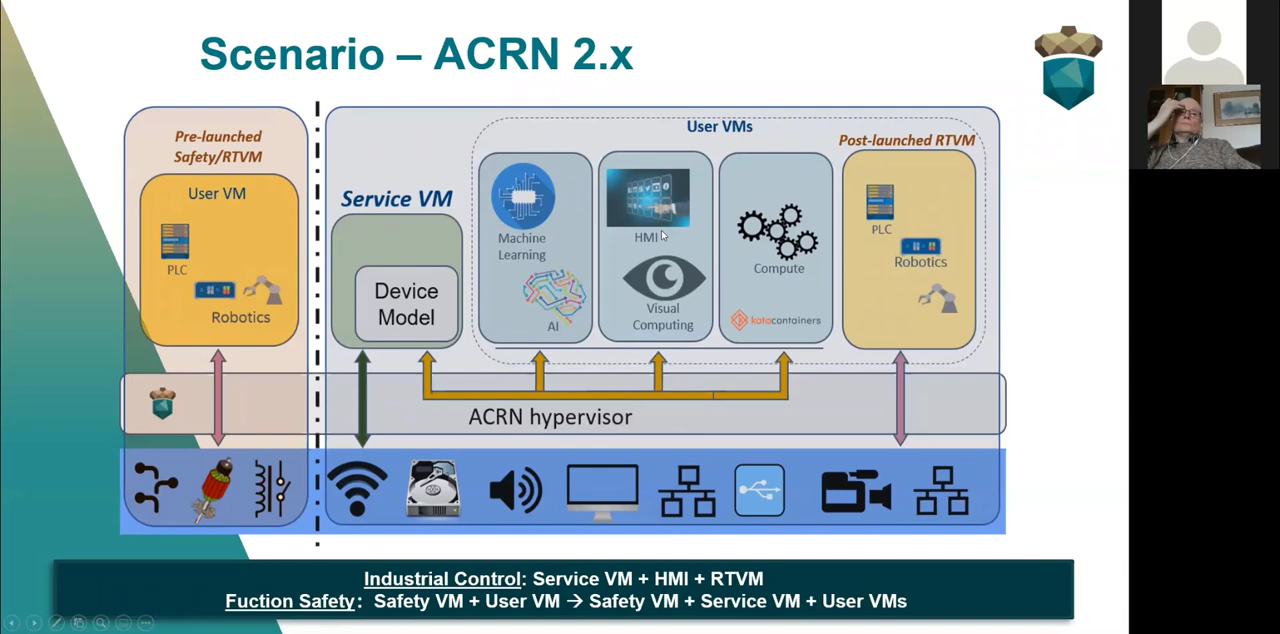 Scenario – ACRN 2.x
Pre-launched
Safety/RTVM
User VM
PLC
Robotics
Service VM
Device
Model
User VMs
Machine
Learning
AI
HMI
Visual
Computing
Compute
katacontainers
Post-launched RTVM
PLC
Robotics
ACRN hypervisor
Industrial Control: Service VM + HMI + RTVM
Fuction Safety: Safety VM + User VM → Safety VM + Service VM + User VMs